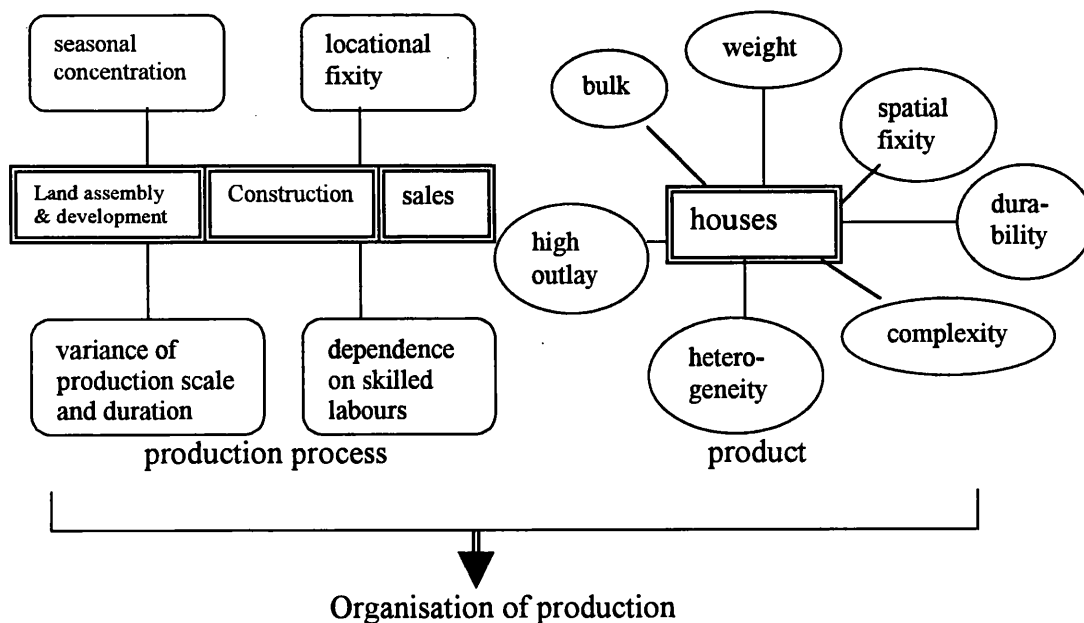 seasonal
concentration
locational
fixity
Land assembly
& development
Construction
sales
variance of
production scale
and duration
dependence
on skilled
labours
production process
weight
bulk
spatial
fixity
houses
dura-
bility
high
outlay
complexity
hetero-
geneity
product
Organisation of production